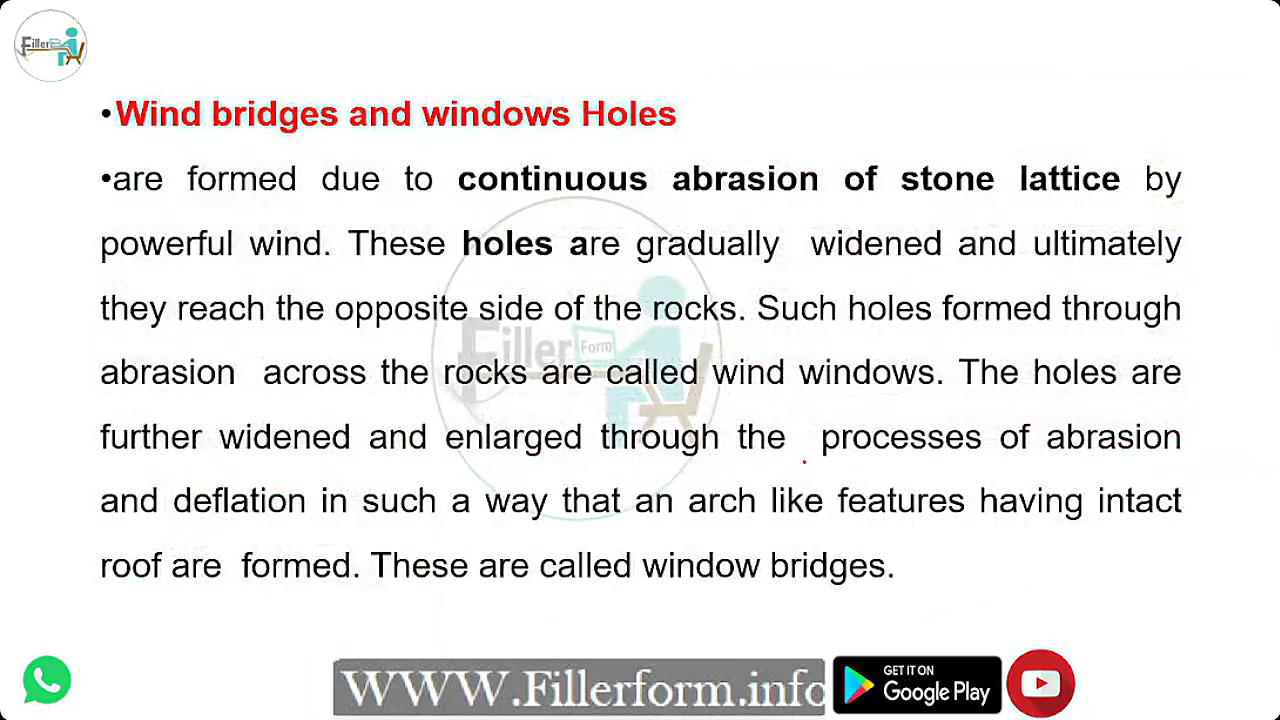 Filler
•Wind bridges and windows Holes
•are formed due to continuous abrasion of stone lattice by
powerful wind. These holes are gradually widened and ultimately
they reach the opposite side of the rocks. Such holes formed through
abrasion across the rocks are called wind windows. The holes are
further widened and enlarged through the processes of abrasion
and deflation in such a way that an arch like features having intact
roof are formed. These are called window bridges.
Filler Form
WWW.Fillerform.info
GET IT ON
Google Play